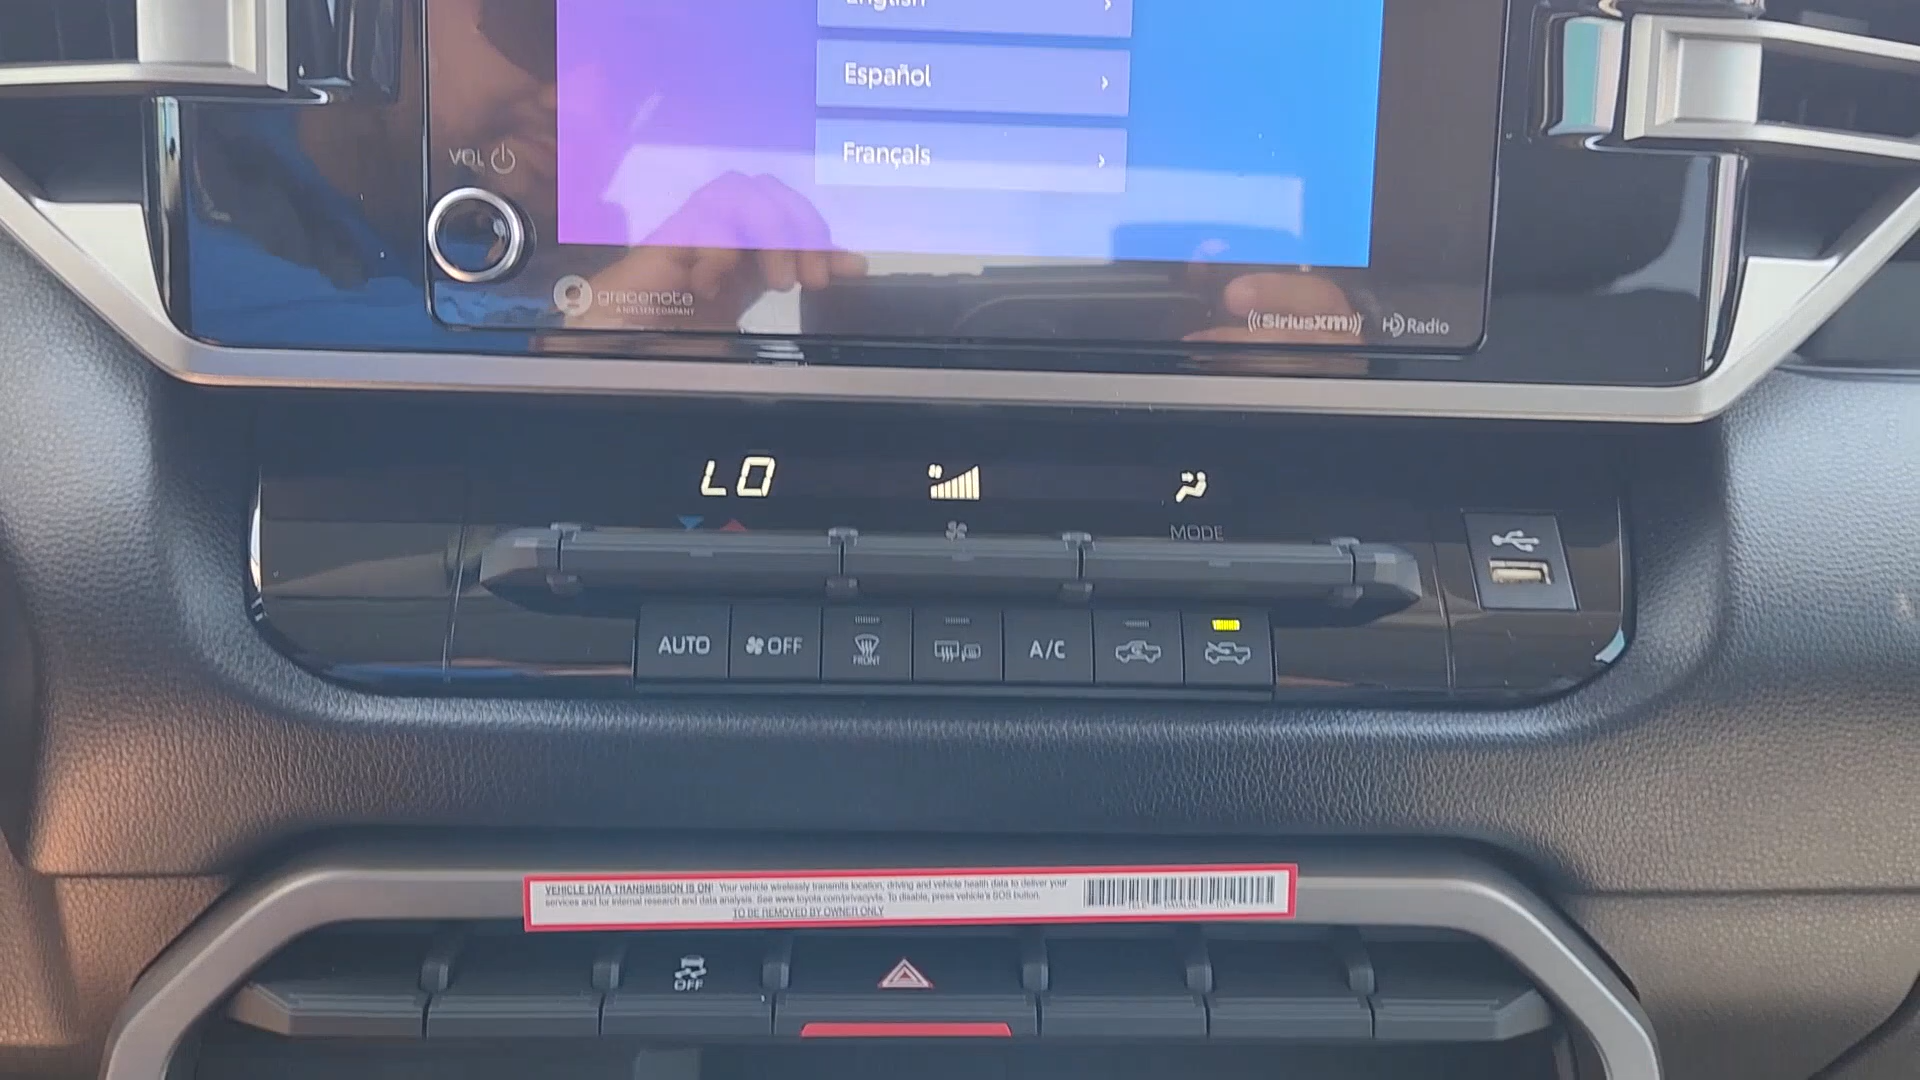 English
Español
VOL
Français
gracenote
A NIELSEN COMPANY
SiriusXM
HD Radio
LO
MODE
AUTO
OFF
FRONT
A/C
VEHICLE DATA TRANSMISSION IS ON! Your vehicle wirelessly transmits location, driving and vehicle health data to deliver your
services and for internal research and data analysis. See www.toyota.com/privacyvts. To disable, press vehicle's SOS button.
TO BE REMOVED BY OWNER ONLY
OFF